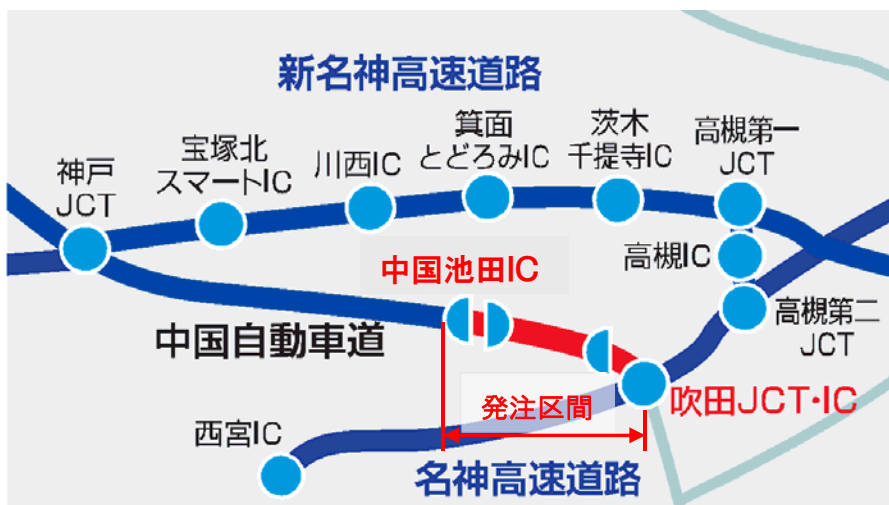 新名神高速道路
神戸
JCT
宝塚北
スマートIC
川西IC
箕面
とどろみIC
茨木
千提寺IC
高槻第一
JCT
高槻IC
高槻第二
JCT
中国池田IC
中国自動車道
発注区間
吹田JCT・IC
西宮IC
名神高速道路